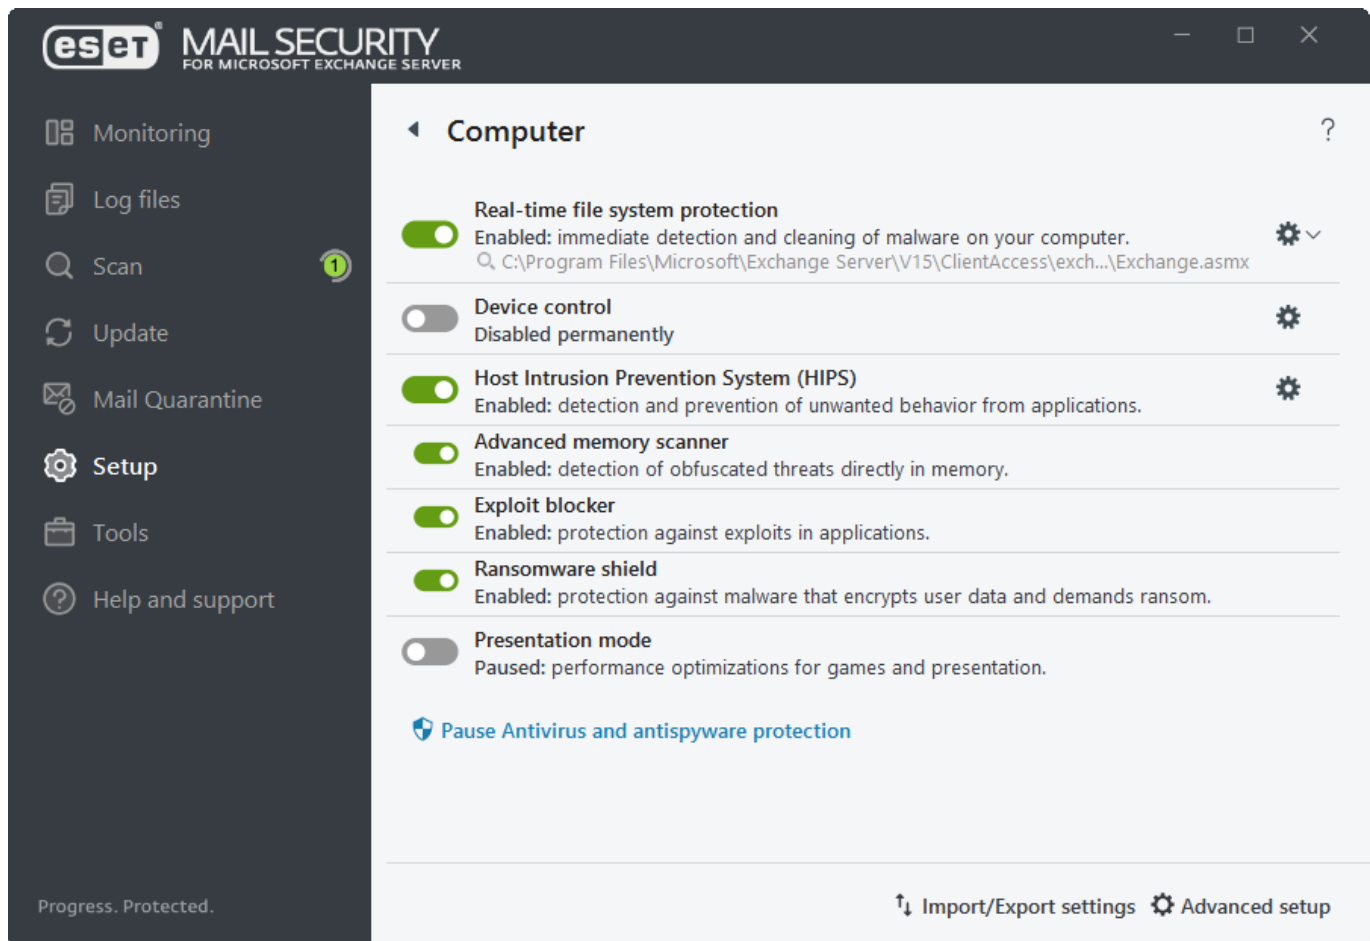 eset® MAIL SECURITY
FOR MICROSOFT EXCHANGE SERVER
Monitoring
Log files
Scan
1
Update
Mail Quarantine
Setup
Tools
Help and support
Progress. Protected.
Computer
?
Real-time file system protection
Enabled: immediate detection and cleaning of malware on your computer.
C:\Program Files\Microsoft\Exchange Server\V15\ClientAccess\exch...\Exchange.asmx
Device control
Disabled permanently
Host Intrusion Prevention System (HIPS)
Enabled: detection and prevention of unwanted behavior from applications.
Advanced memory scanner
Enabled: detection of obfuscated threats directly in memory.
Exploit blocker
Enabled: protection against exploits in applications.
Ransomware shield
Enabled: protection against malware that encrypts user data and demands ransom.
Presentation mode
Paused: performance optimizations for games and presentation.
Pause Antivirus and antispyware protection
Import/Export settings Advanced setup